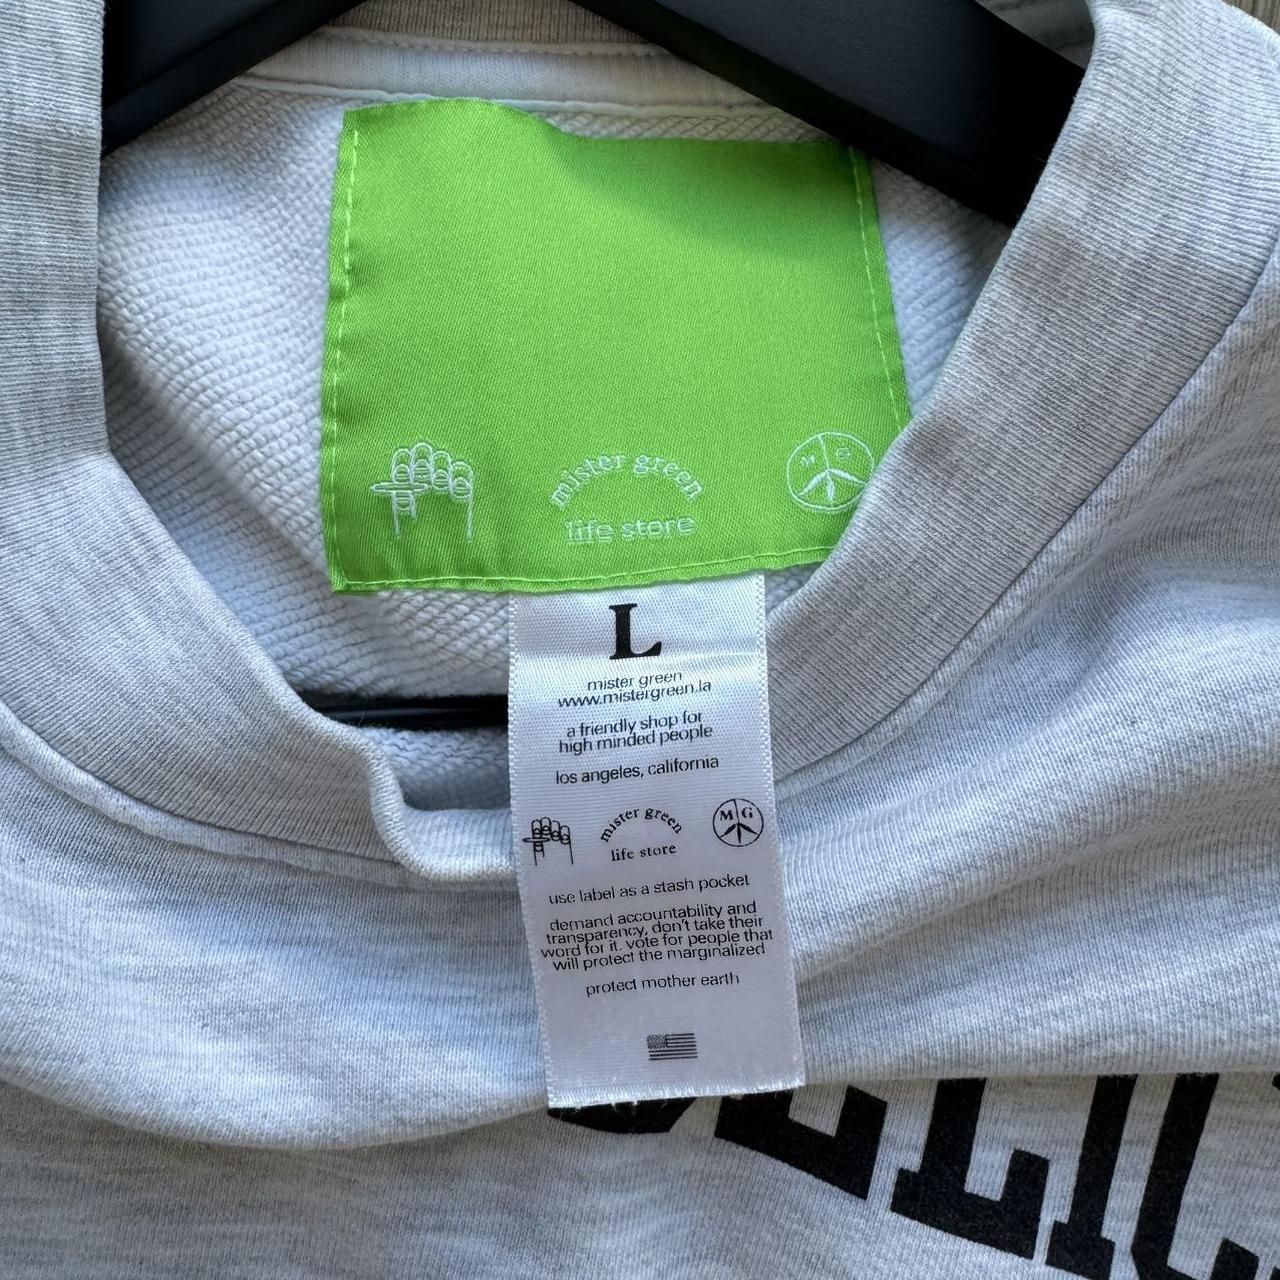 M G
mister green
life store
L
mister green
www.mistergreen.la
a friendly shop for
high minded people
los angeles, california
mister green
life store
M G
use label as a stash pocket
demand accountability and
transparency, don't take their
word for it. vote for people that
will protect the marginalized
protect mother earth